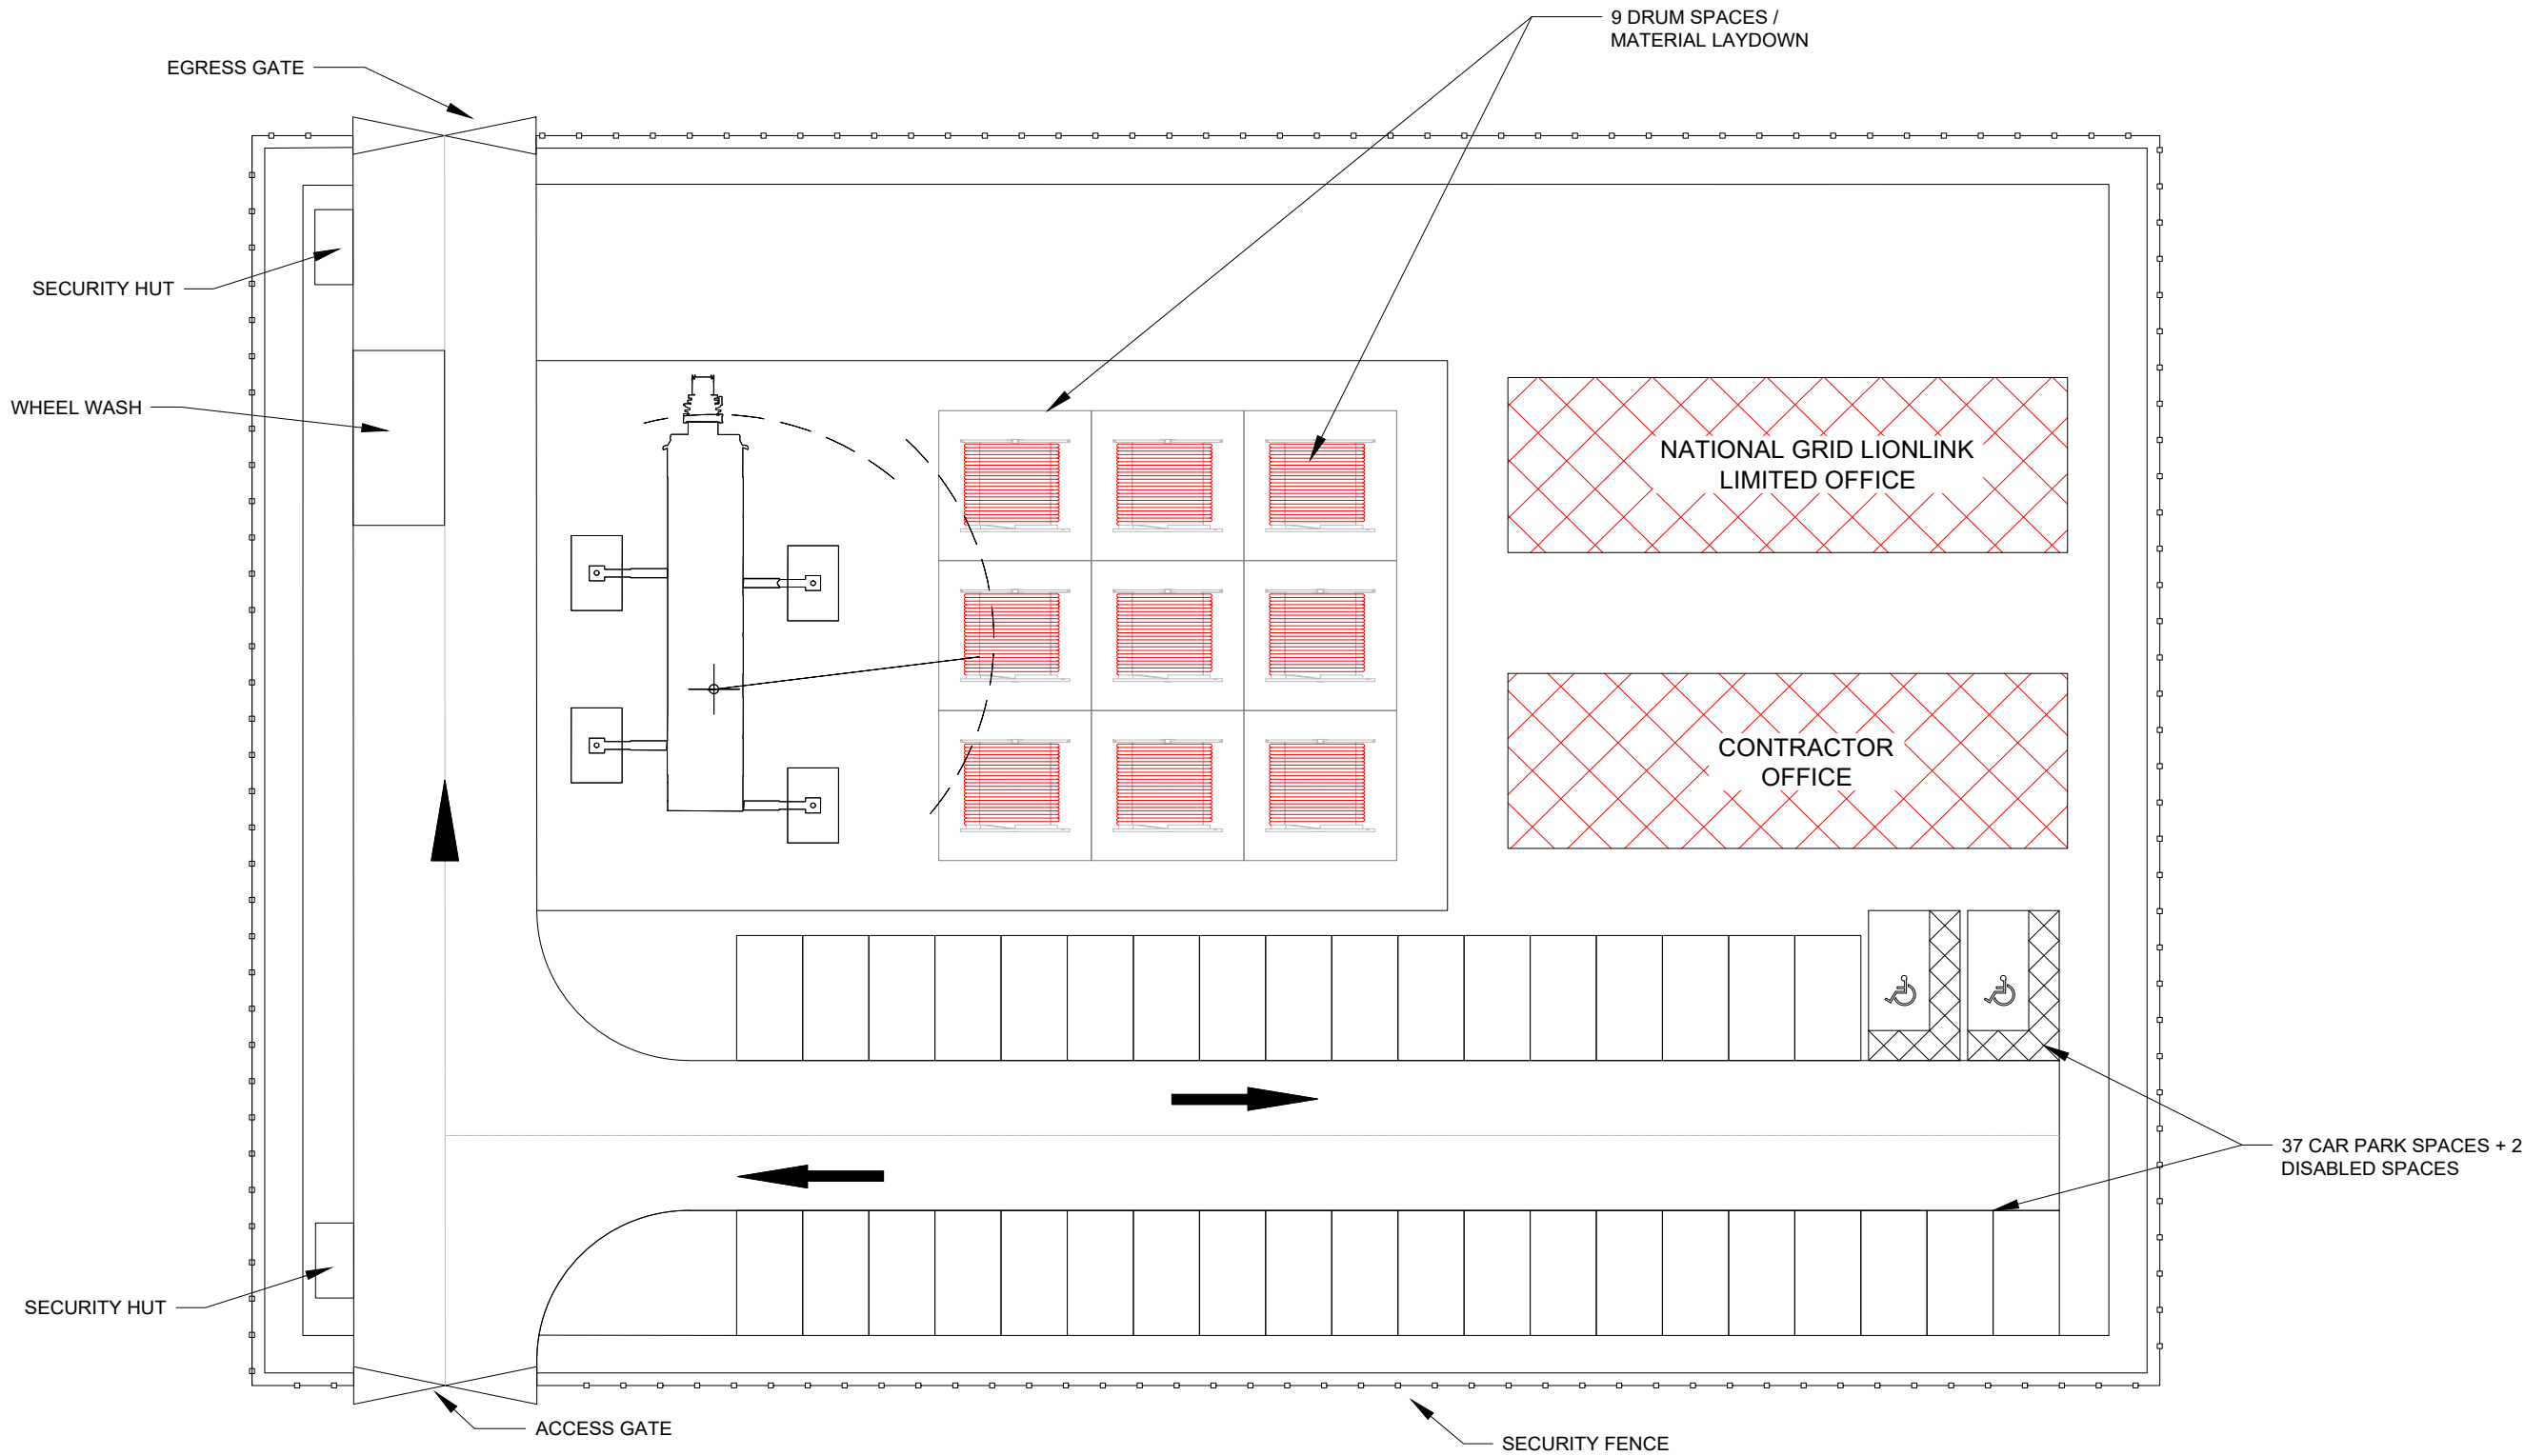 9 DRUM SPACES /
MATERIAL LAYDOWN
EGRESS GATE
SECURITY HUT
WHEEL WASH
NATIONAL GRID LIONLINK
LIMITED OFFICE
CONTRACTOR
OFFICE
37 CAR PARK SPACES + 2
DISABLED SPACES
SECURITY HUT
ACCESS GATE
SECURITY FENCE